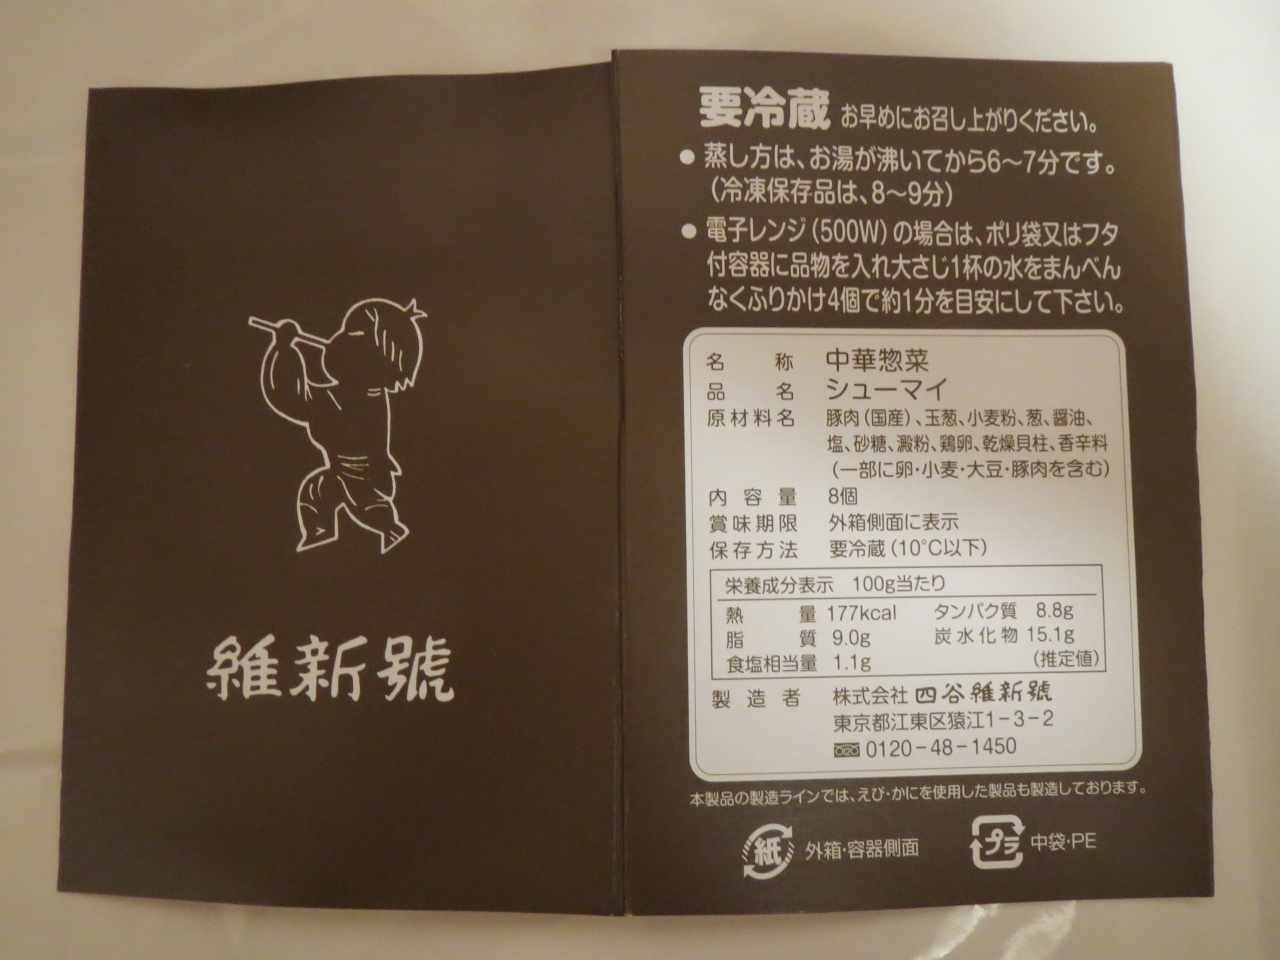 維新號
要冷蔵 お早めにお召し上がりください。
● 蒸し方は、お湯が沸いてから6～7分です。
（冷凍保存品は、8～9分）
● 電子レンジ（500W）の場合は、ポリ袋又はフタ
付容器に品物を入れ大さじ1杯の水をまんべん
なくふりかけ4個で約1分を目安にして下さい。
名称 中華惣菜
品名 シューマイ
原材料名 豚肉（国産）、玉葱、小麦粉、葱、醤油、
塩、砂糖、澱粉、鶏卵、乾燥貝柱、香辛料
（一部に卵・小麦・大豆・豚肉を含む）
内容量 8個
賞味期限 外箱側面に表示
保存方法 要冷蔵（10℃以下）
栄養成分表示 100g当たり
熱量 177kcal タンパク質 8.8g
脂質 9.0g 炭水化物 15.1g
食塩相当量 1.1g （推定値）
製造者 株式会社 四谷維新號
東京都江東区猿江1－3－2
0120－48－1450
本製品の製造ラインでは、えび・かにを使用した製品も製造しております。
紙 外箱・容器側面 プラ 中袋・PE